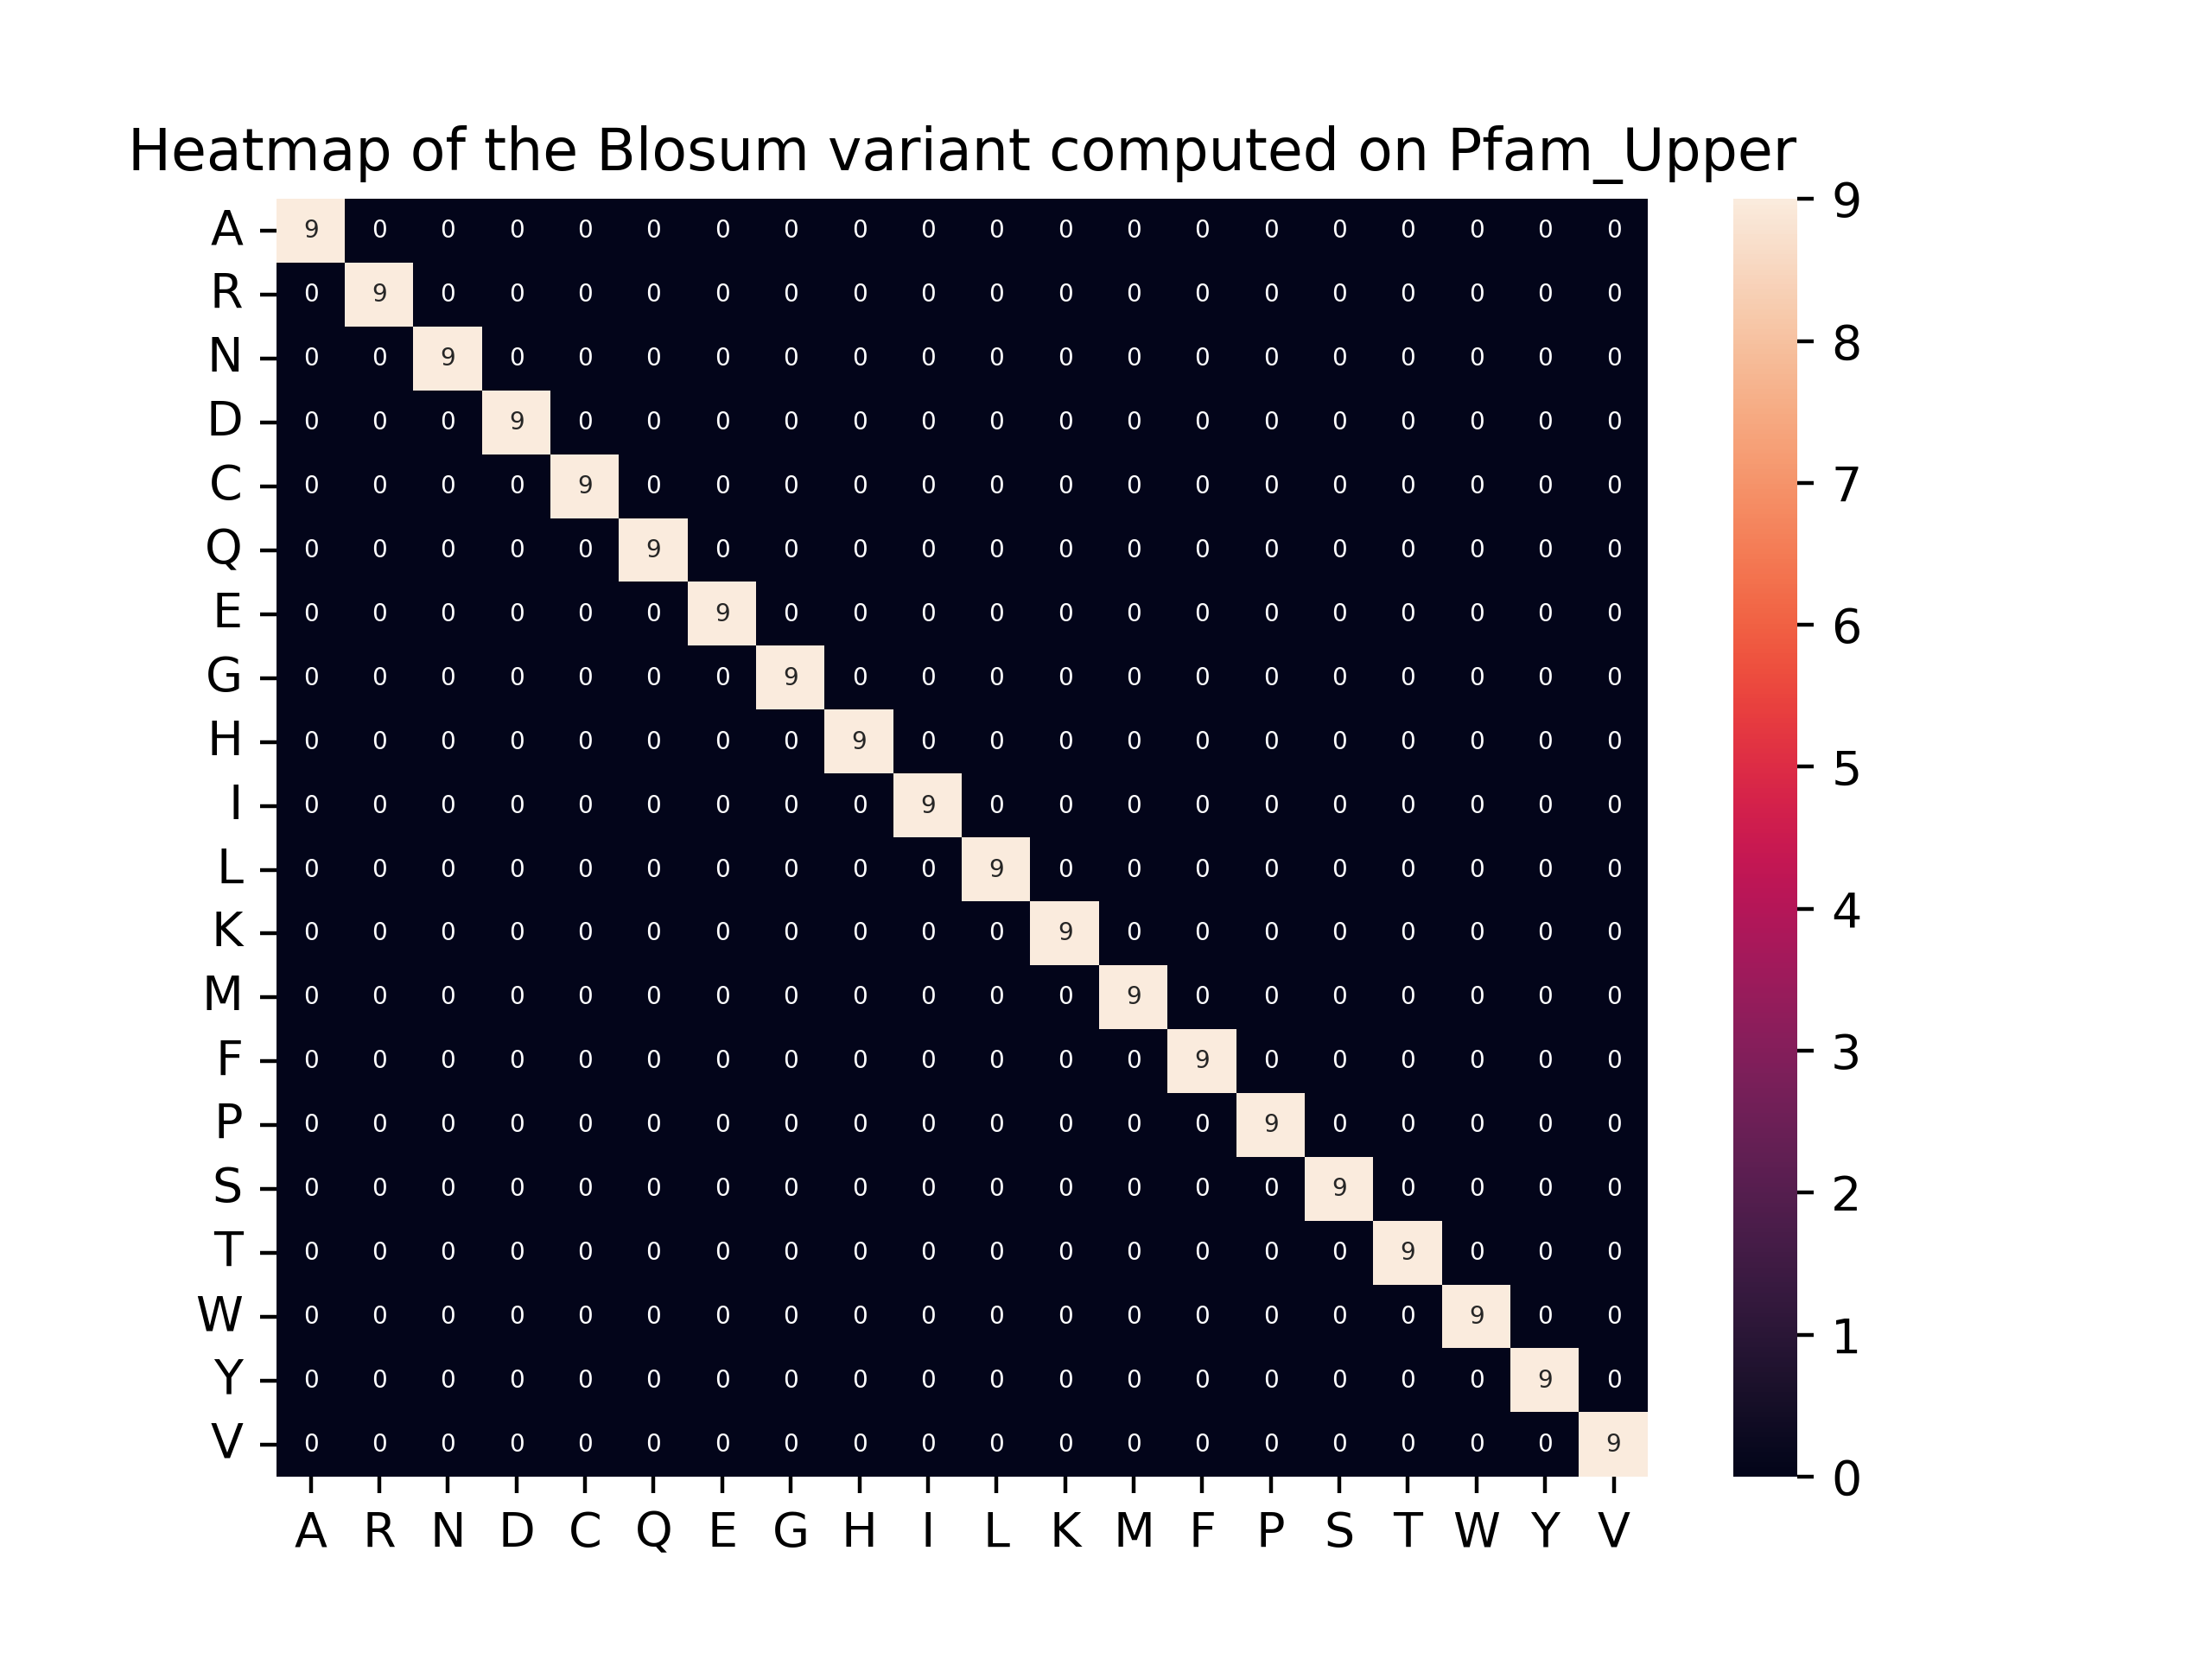 Heatmap of the Blosum variant computed on Pfam_Upper
A 9 0 0 0 0 0 0 0 0 0 0 0 0 0 0 0 0 0 0 0
R 0 9 0 0 0 0 0 0 0 0 0 0 0 0 0 0 0 0 0 0
N 0 0 9 0 0 0 0 0 0 0 0 0 0 0 0 0 0 0 0 0
D 0 0 0 9 0 0 0 0 0 0 0 0 0 0 0 0 0 0 0 0
C 0 0 0 0 9 0 0 0 0 0 0 0 0 0 0 0 0 0 0 0
Q 0 0 0 0 0 9 0 0 0 0 0 0 0 0 0 0 0 0 0 0
E 0 0 0 0 0 0 9 0 0 0 0 0 0 0 0 0 0 0 0 0
G 0 0 0 0 0 0 0 9 0 0 0 0 0 0 0 0 0 0 0 0
H 0 0 0 0 0 0 0 0 9 0 0 0 0 0 0 0 0 0 0 0
I 0 0 0 0 0 0 0 0 0 9 0 0 0 0 0 0 0 0 0 0
L 0 0 0 0 0 0 0 0 0 0 9 0 0 0 0 0 0 0 0 0
K 0 0 0 0 0 0 0 0 0 0 0 9 0 0 0 0 0 0 0 0
M 0 0 0 0 0 0 0 0 0 0 0 0 9 0 0 0 0 0 0 0
F 0 0 0 0 0 0 0 0 0 0 0 0 0 9 0 0 0 0 0 0
P 0 0 0 0 0 0 0 0 0 0 0 0 0 0 9 0 0 0 0 0
S 0 0 0 0 0 0 0 0 0 0 0 0 0 0 0 9 0 0 0 0
T 0 0 0 0 0 0 0 0 0 0 0 0 0 0 0 0 9 0 0 0
W 0 0 0 0 0 0 0 0 0 0 0 0 0 0 0 0 0 9 0 0
Y 0 0 0 0 0 0 0 0 0 0 0 0 0 0 0 0 0 0 9 0
V 0 0 0 0 0 0 0 0 0 0 0 0 0 0 0 0 0 0 0 9
A R N D C Q E G H I L K M F P S T W Y V
9
8
7
6
5
4
3
2
1
0